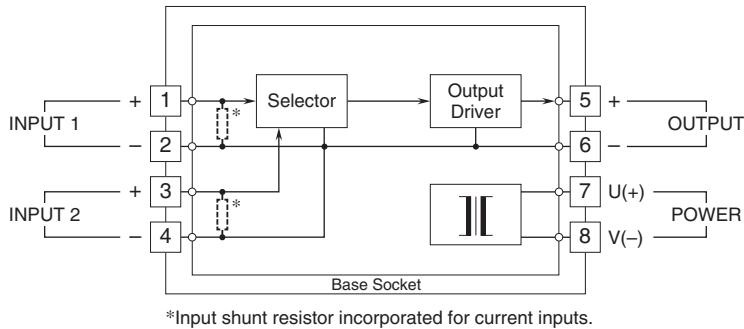 + 1
*
Selector
Output
Driver
5 +
INPUT 1
OUTPUT
− 2
6 −
+ 3
*
7 U(+)
INPUT 2
POWER
− 4
8 V(−)
Base Socket
*Input shunt resistor incorporated for current inputs.